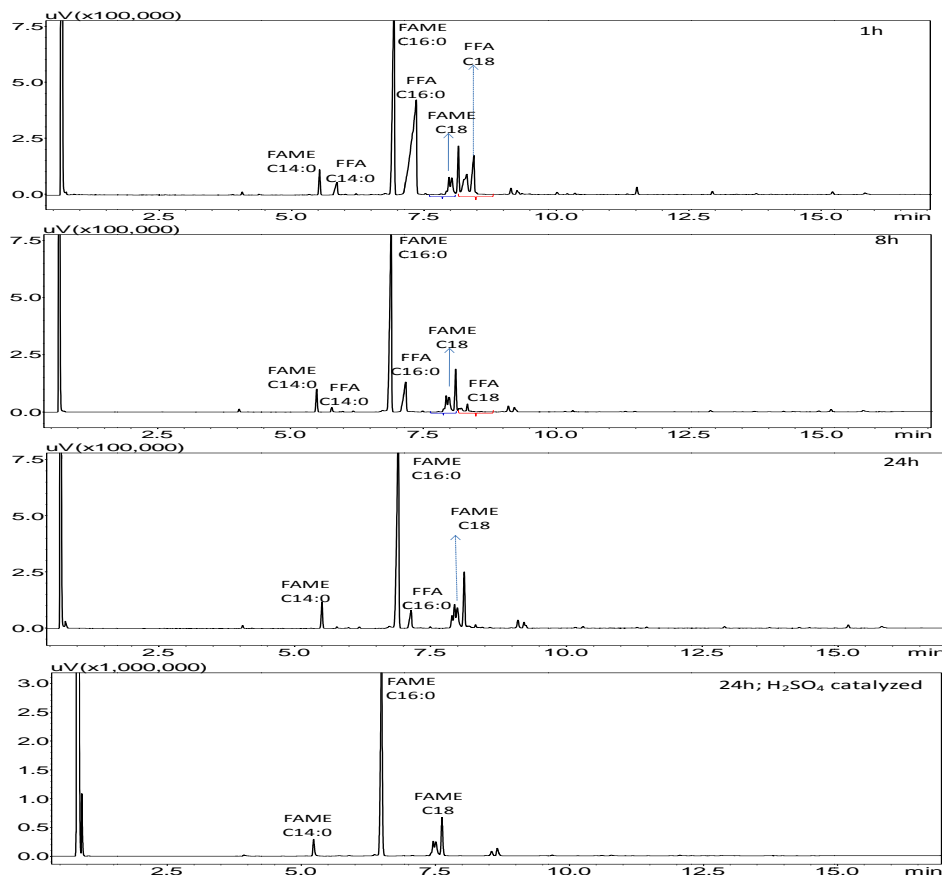 uV(x100,000)
7.5
FAME
C16:0
1h
FFA
C18
5.0
FFA
C16:0
FAME
C18
2.5
FAME
C14:0
FFA
C14:0
0.0
2.5 5.0 7.5 10.0 12.5 15.0 min
uV(x100,000)
7.5
FAME
C16:0
8h
5.0
FAME
C18
2.5
FAME
C14:0
FFA
C14:0
FFA
C16:0
FFA
C18
0.0
2.5 5.0 7.5 10.0 12.5 15.0 min
uV(x100,000)
7.5
FAME
C16:0
24h
FAME
C18
5.0
2.5
FAME
C14:0
FFA
C16:0
0.0
2.5 5.0 7.5 10.0 12.5 15.0 min
uV(x1,000,000)
3.0
FAME
C16:0
24h; H₂SO₄ catalyzed
2.5
2.0
1.5
1.0
FAME
C18
0.5
FAME
C14:0
0.0
2.5 5.0 7.5 10.0 12.5 15.0 min